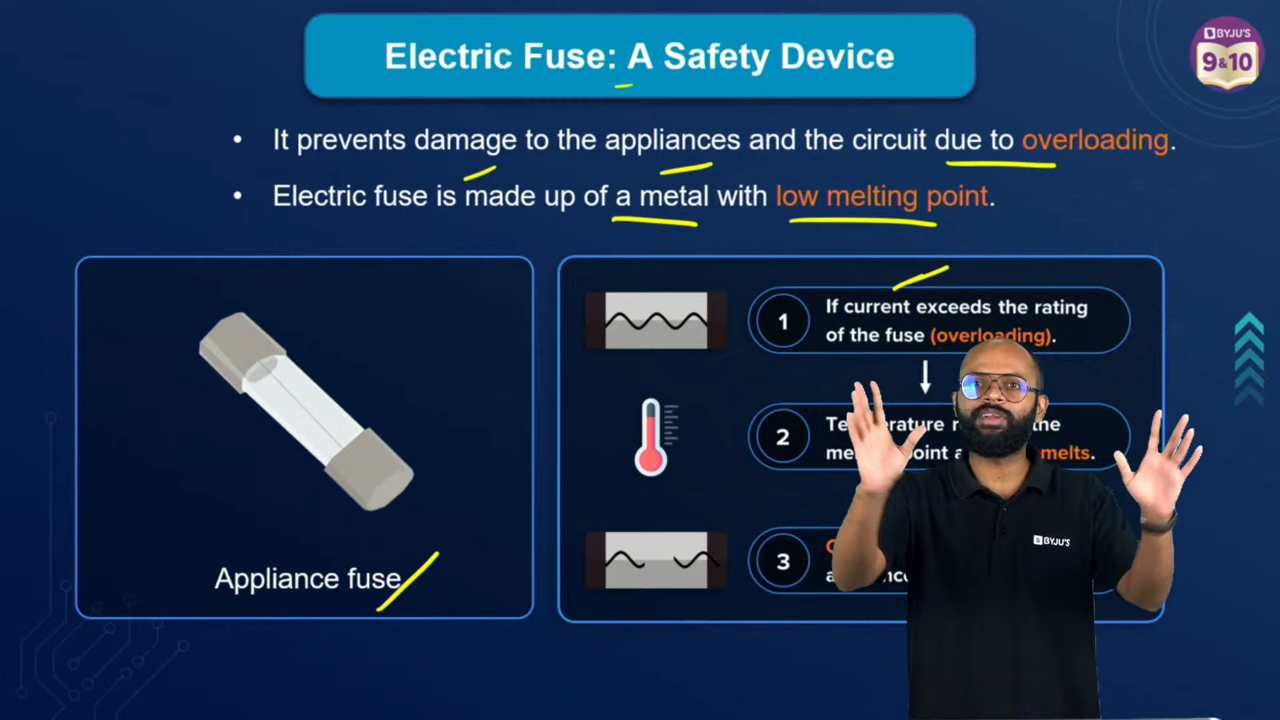 Electric Fuse: A Safety Device
BYJU'S
9&10
• It prevents damage to the appliances and the circuit due to overloading.
• Electric fuse is made up of a metal with low melting point.
Appliance fuse
1
If current exceeds the rating
of the fuse (overloading).
2
the
melts.
3
BYJU'S